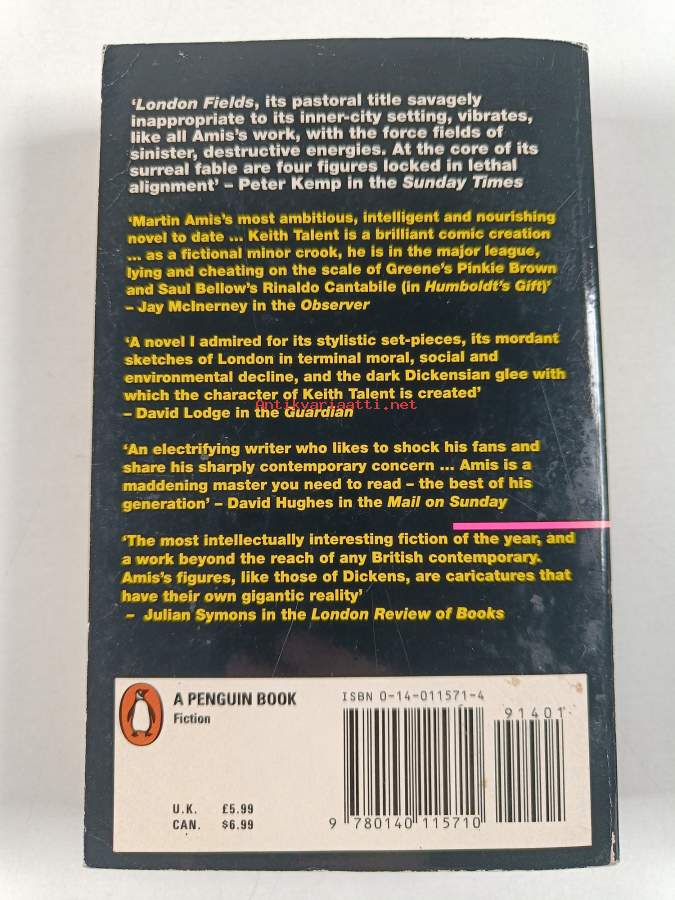 ‘London Fields, its pastoral title savagely
inappropriate to its inner-city setting, vibrates,
like all Amis’s work, with the force fields of
sinister, destructive energies. At the core of its
surreal fable are four figures locked in lethal
alignment’ – Peter Kemp in the Sunday Times
‘Martin Amis’s most ambitious, intelligent and nourishing
novel to date ... Keith Talent is a brilliant comic creation
... as a fictional minor crook, he is in the major league,
lying and cheating on the scale of Greene’s Pinkie Brown
and Saul Bellow’s Rinaldo Cantabile (in Humboldt’s Gift)’
– Jay McInerney in the Observer
‘A novel I admired for its stylistic set-pieces, its mordant
sketches of London in terminal moral, social and
environmental decline, and the dark Dickensian glee with
which the character of Keith Talent is created’
Antikvariaatti.net
– David Lodge in the Guardian
‘An electrifying writer who likes to shock his fans and
share his sharply contemporary concern ... Amis is a
maddening master you need to read – the best of his
generation’ – David Hughes in the Mail on Sunday
‘The most intellectually interesting fiction of the year, and
a work beyond the reach of any British contemporary.
Amis’s figures, like those of Dickens, are caricatures that
have their own gigantic reality’
– Julian Symons in the London Review of Books
A PENGUIN BOOK
Fiction
U.K. £5.99
CAN. $6.99
ISBN 0-14-011571-4
91401
9 780140 115710